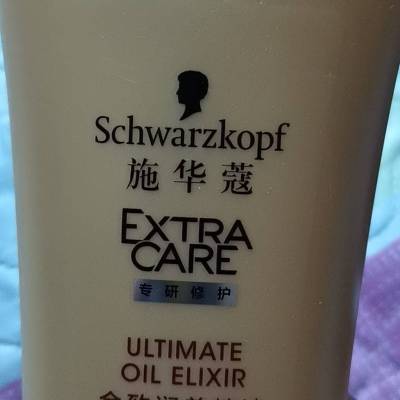 Schwarzkopf
施华蔻
EXTRA
CARE
专研修护
ULTIMATE
OIL ELIXIR